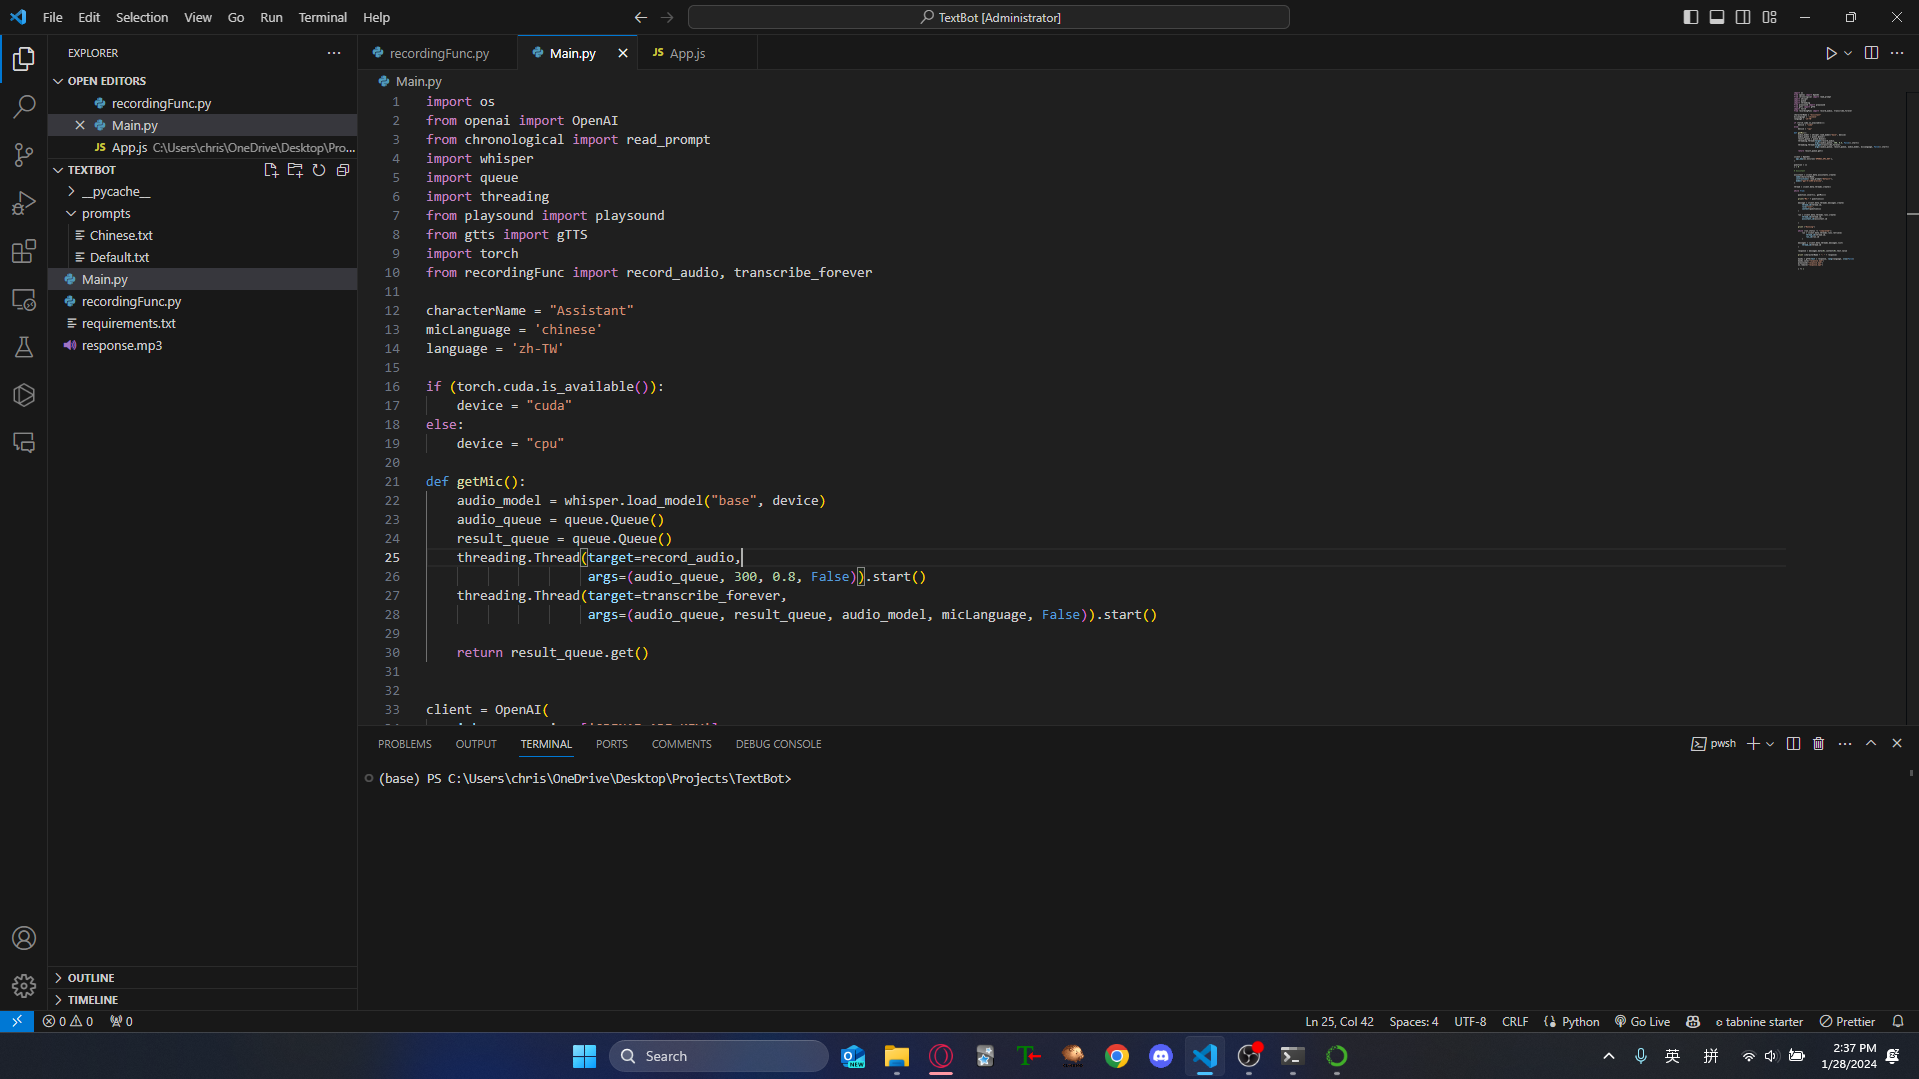 File Edit Selection View Go Run Terminal Help
TextBot [Administrator]
EXPLORER
OPEN EDITORS
recordingFunc.py
Main.py
App.js C:\Users\chris\OneDrive\Desktop\Pro...
TEXTBOT
__pycache__
prompts
Chinese.txt
Default.txt
Main.py
recordingFunc.py
requirements.txt
response.mp3
OUTLINE
TIMELINE
recordingFunc.py Main.py JS App.js
Main.py
1 import os
2 from openai import OpenAI
3 from chronological import read_prompt
4 import whisper
5 import queue
6 import threading
7 from playsound import playsound
8 from gtts import gTTS
9 import torch
10 from recordingFunc import record_audio, transcribe_forever
11
12 characterName = "Assistant"
13 micLanguage = 'chinese'
14 language = 'zh-TW'
15
16 if (torch.cuda.is_available()):
17 device = "cuda"
18 else:
19 device = "cpu"
20
21 def getMic():
22 audio_model = whisper.load_model("base", device)
23 audio_queue = queue.Queue()
24 result_queue = queue.Queue()
25 threading.Thread(target=record_audio,
26 args=(audio_queue, 300, 0.8, False)).start()
27 threading.Thread(target=transcribe_forever,
28 args=(audio_queue, result_queue, audio_model, micLanguage, False)).start()
29
30 return result_queue.get()
31
32
33 client = OpenAI(
PROBLEMS OUTPUT TERMINAL PORTS COMMENTS DEBUG CONSOLE
pwsh
(base) PS C:\Users\chris\OneDrive\Desktop\Projects\TextBot>
0 0 0
Ln 25, Col 42 Spaces: 4 UTF-8 CRLF Python Go Live tabnine starter Prettier
Search
英 拼
2:37 PM
1/28/2024